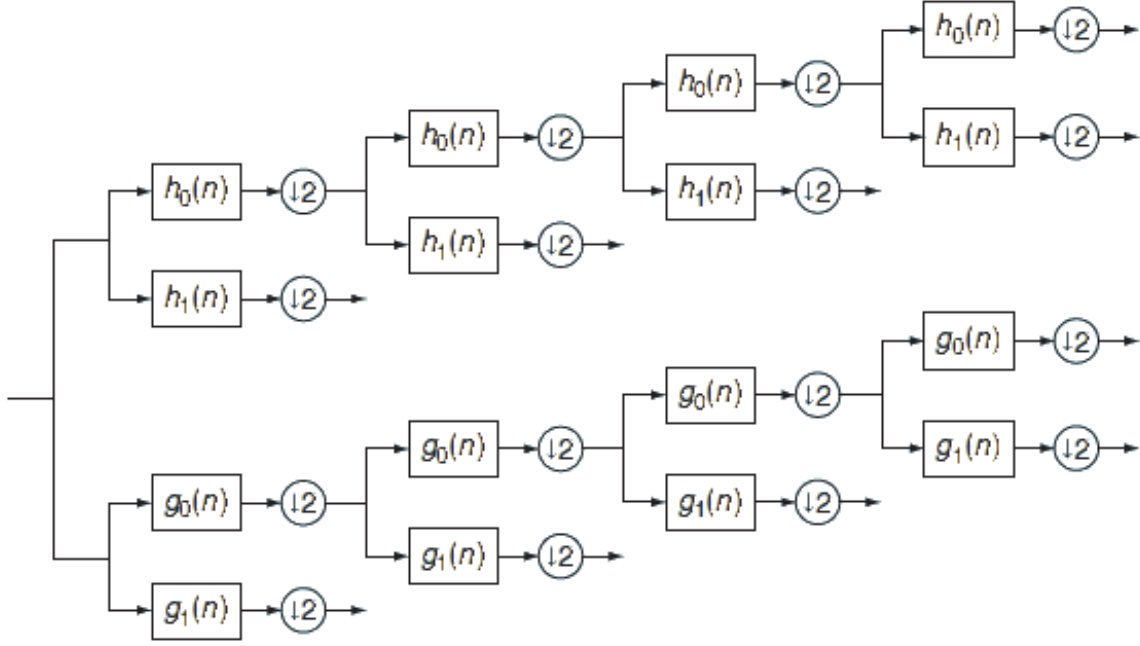 h₀(n) ↓2
h₀(n) ↓2
h₀(n) ↓2 h₁(n) ↓2
h₀(n) ↓2 h₁(n) ↓2
h₁(n) ↓2
h₁(n) ↓2
g₀(n) ↓2
g₀(n) ↓2
g₀(n) ↓2 g₁(n) ↓2
g₀(n) ↓2 g₁(n) ↓2
g₁(n) ↓2
g₁(n) ↓2